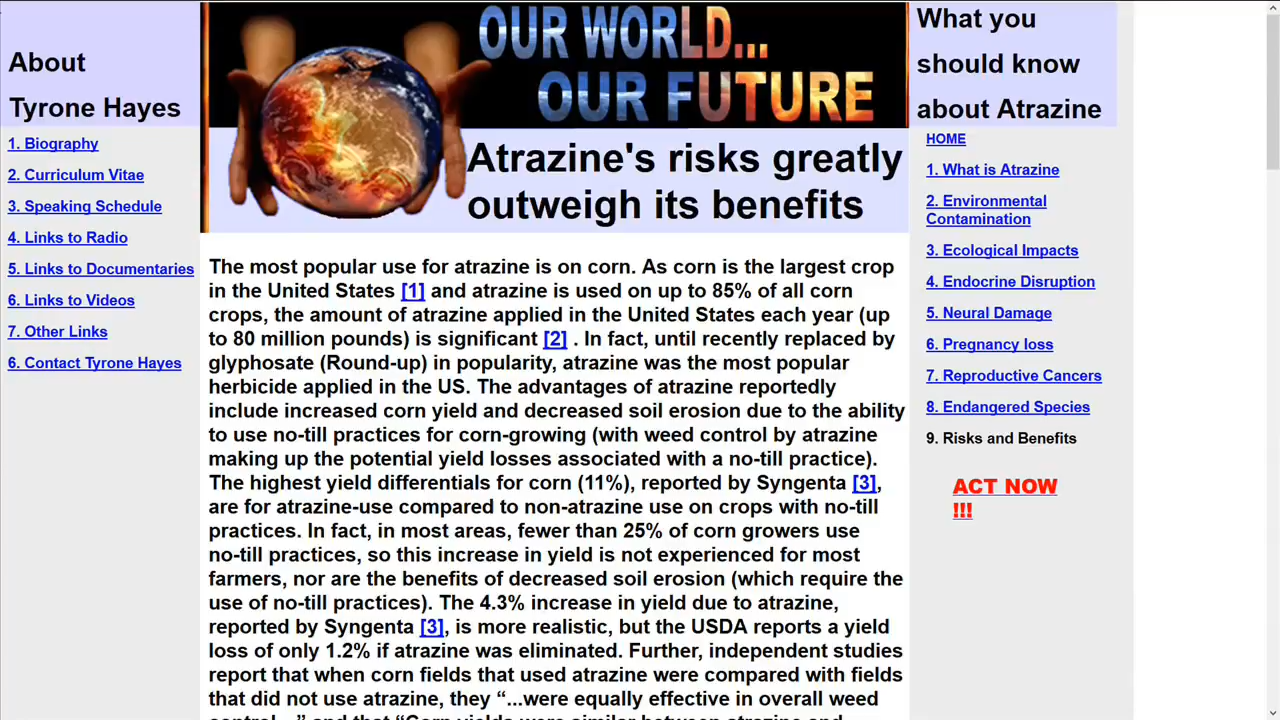 About
Tyrone Hayes
1. Biography
2. Curriculum Vitae
3. Speaking Schedule
4. Links to Radio
5. Links to Documentaries
6. Links to Videos
7. Other Links
6. Contact Tyrone Hayes
OUR WORLD...
OUR FUTURE
Atrazine's risks greatly
outweigh its benefits
The most popular use for atrazine is on corn. As corn is the largest crop
in the United States [1] and atrazine is used on up to 85% of all corn
crops, the amount of atrazine applied in the United States each year (up
to 80 million pounds) is significant [2] . In fact, until recently replaced by
glyphosate (Round-up) in popularity, atrazine was the most popular
herbicide applied in the US. The advantages of atrazine reportedly
include increased corn yield and decreased soil erosion due to the ability
to use no-till practices for corn-growing (with weed control by atrazine
making up the potential yield losses associated with a no-till practice).
The highest yield differentials for corn (11%), reported by Syngenta [3],
are for atrazine-use compared to non-atrazine use on crops with no-till
practices. In fact, in most areas, fewer than 25% of corn growers use
no-till practices, so this increase in yield is not experienced for most
farmers, nor are the benefits of decreased soil erosion (which require the
use of no-till practices). The 4.3% increase in yield due to atrazine,
reported by Syngenta [3], is more realistic, but the USDA reports a yield
loss of only 1.2% if atrazine was eliminated. Further, independent studies
report that when corn fields that used atrazine were compared with fields
that did not use atrazine, they “...were equally effective in overall weed
control...” and that “Corn yields were similar between atrazine and
What you
should know
about Atrazine
HOME
1. What is Atrazine
2. Environmental
Contamination
3. Ecological Impacts
4. Endocrine Disruption
5. Neural Damage
6. Pregnancy loss
7. Reproductive Cancers
8. Endangered Species
9. Risks and Benefits
ACT NOW
!!!